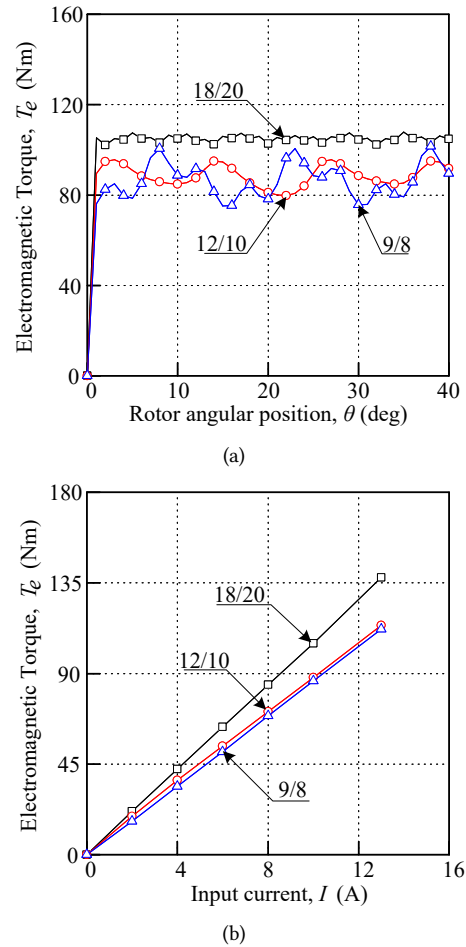 160
120
80
40
0
Electromagnetic Torque, Te (Nm)
18/20
12/10
9/8
0 10 20 30 40
Rotor angular position, θ (deg)
(a)
180
135
90
45
0
Electromagnetic Torque, Te (Nm)
18/20
12/10
9/8
0 4 8 12 16
Input current, I (A)
(b)